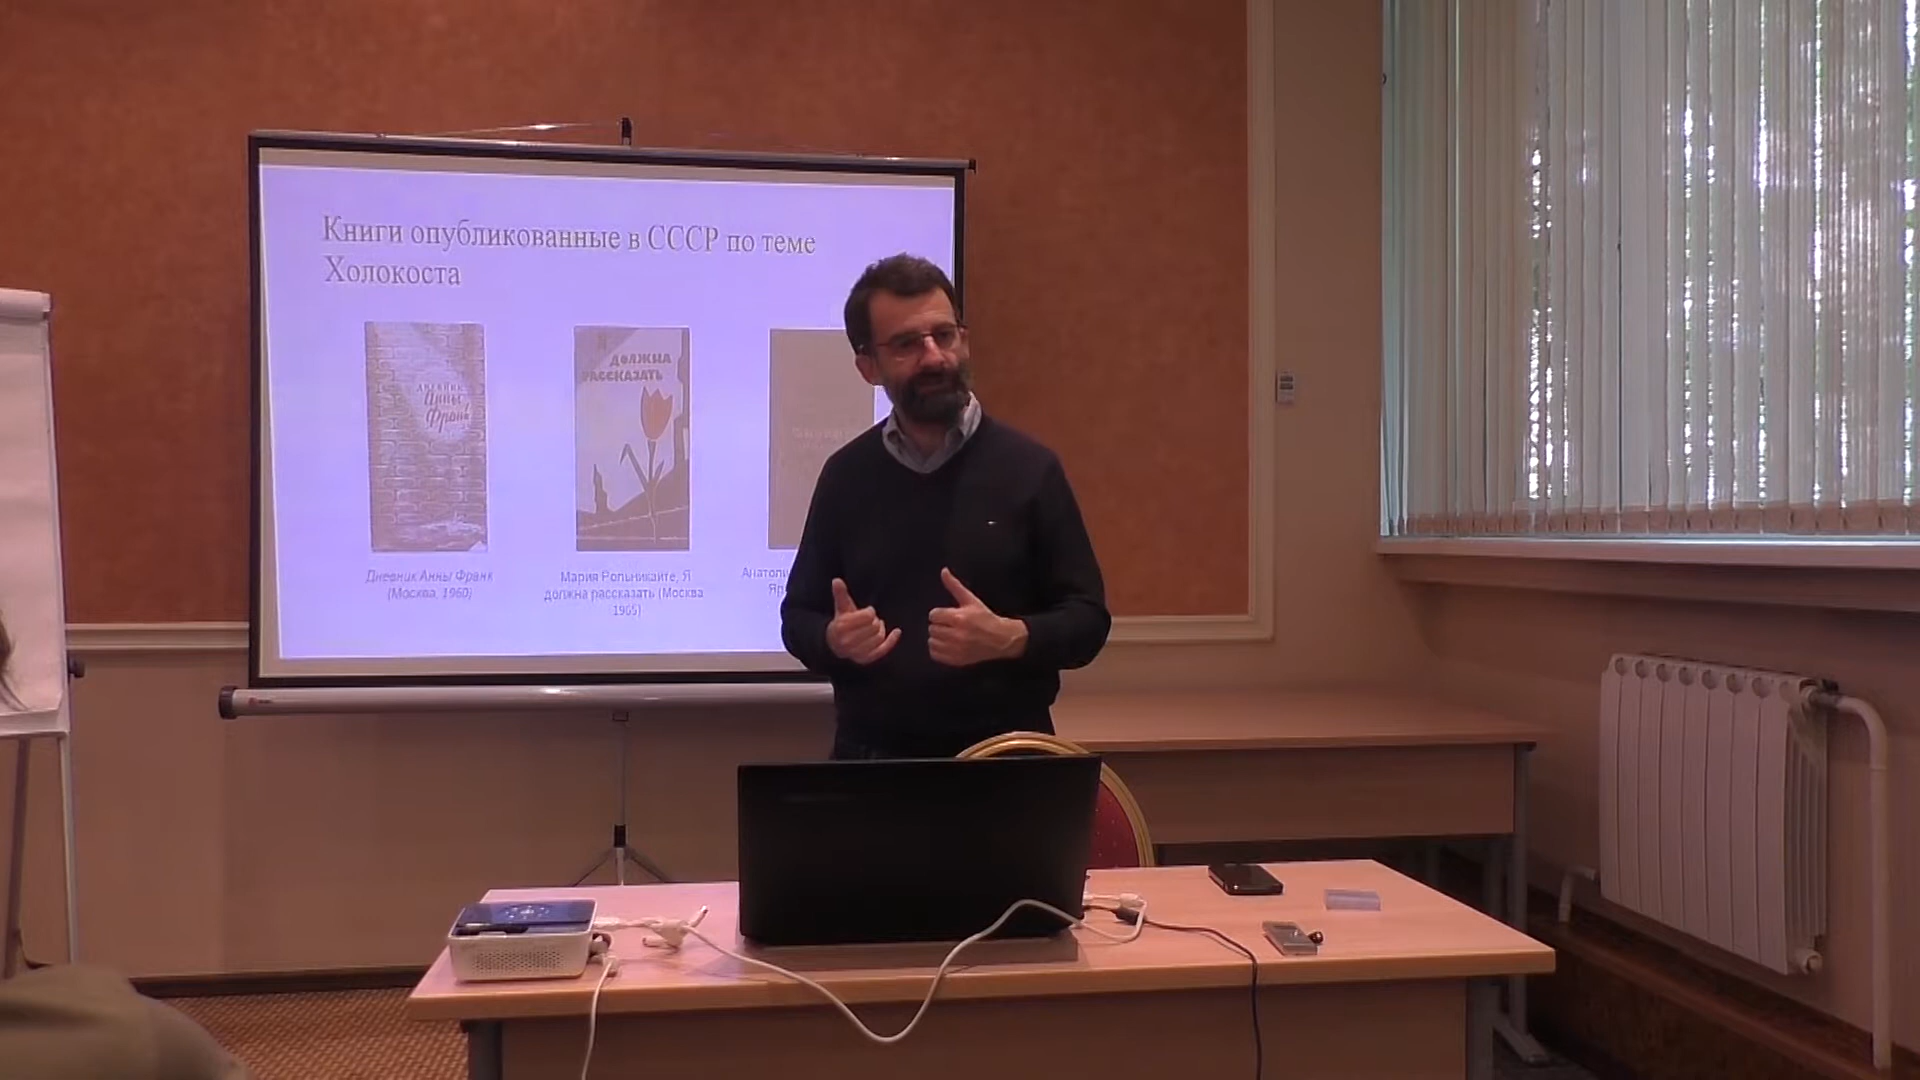 Книги опубликованные в СССР по теме
Холокоста
ДНЕВНИК
Анны
Франк
ДОЛЖНА
РАССКАЗАТЬ
Дневник Анны Франк
(Москва, 1960)
Мария Рольникайте, Я
должна рассказать (Москва
1965)